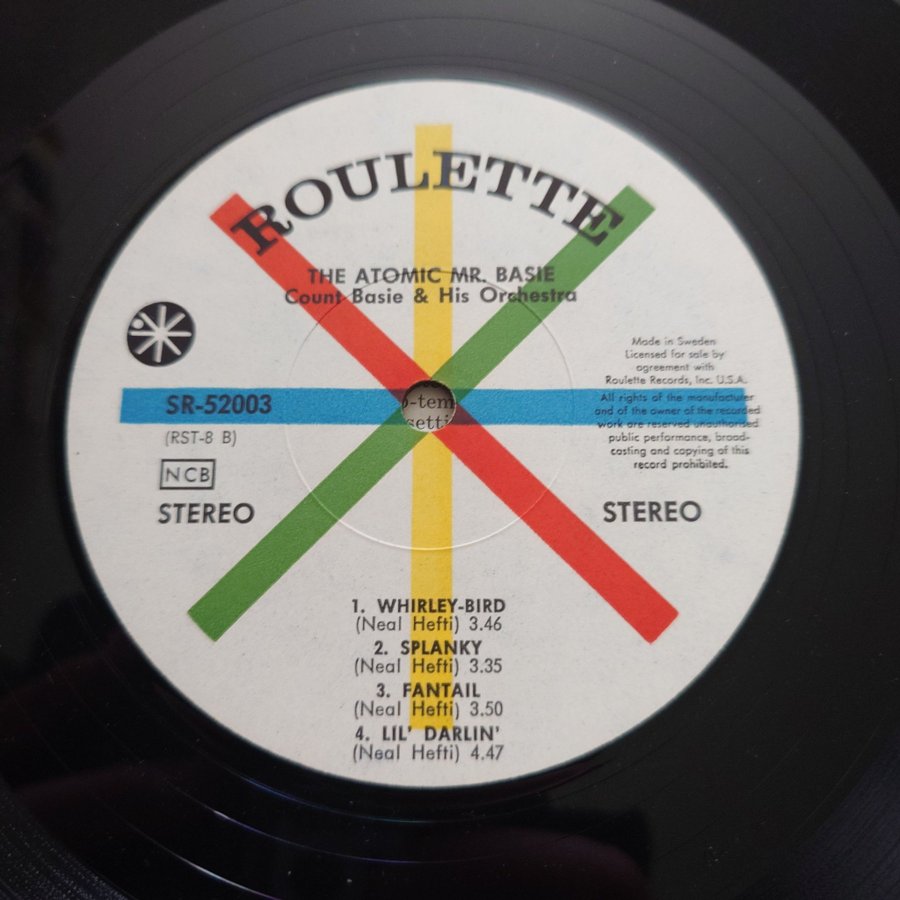 ROULETTE
THE ATOMIC MR. BASIE
Count Basie & His Orchestra
Made in Sweden
Licensed for sale by
agreement with
Roulette Records, Inc. U.S.A.
All rights of the manufacturer
and of the owner of the recorded
work are reserved unauthorised
public performance, broad-
casting and copying of this
record prohibited.
SR-52003
(RST-8 B)
NCB
STEREO
STEREO
o-tem
setti
1. WHIRLEY-BIRD
(Neal Hefti) 3.46
2. SPLANKY
(Neal Hefti) 3.35
3. FANTAIL
(Neal Hefti) 3.50
4. LIL' DARLIN'
(Neal Hefti) 4.47